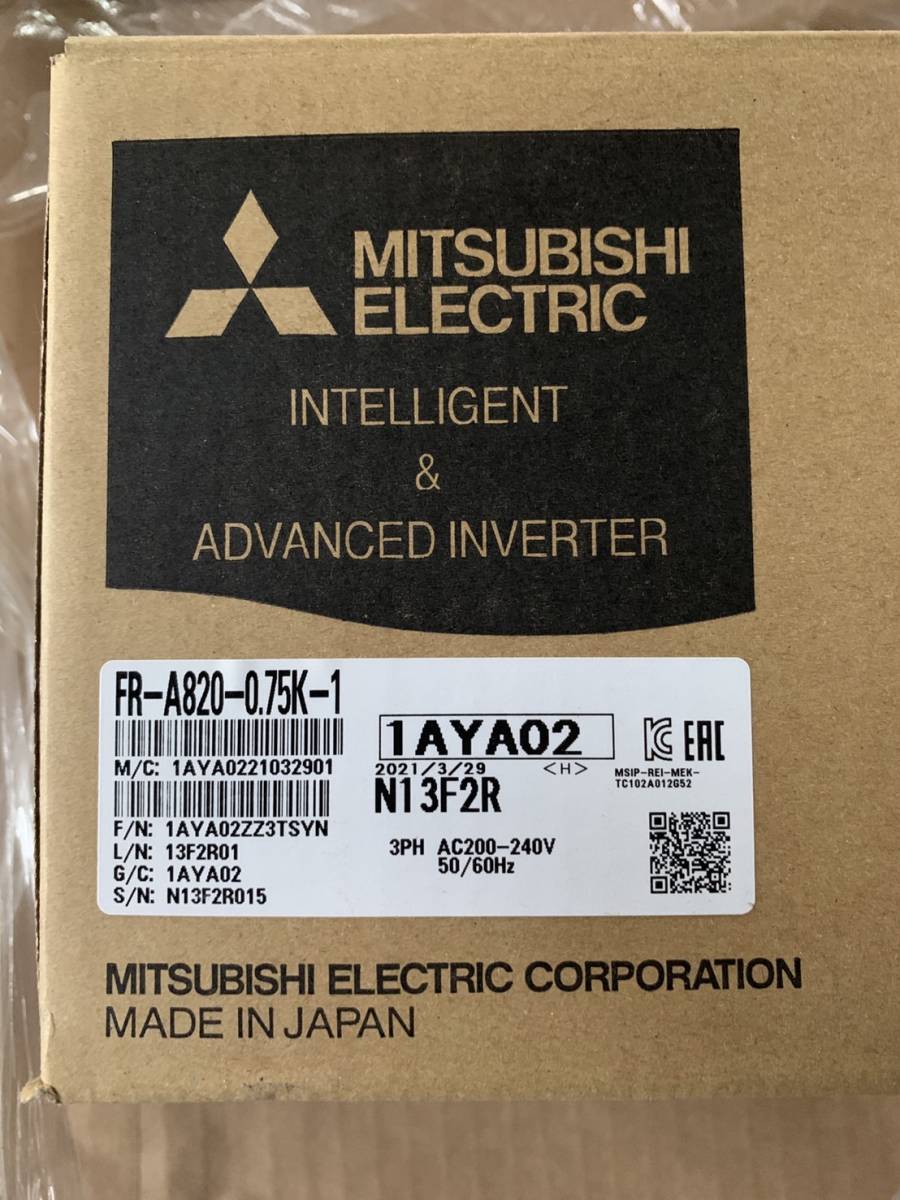 MITSUBISHI
ELECTRIC
INTELLIGENT
&
ADVANCED INVERTER
FR-A820-0.75K-1
M/C: 1AYA0221032901
F/N: 1AYA02ZZ3TSYN
L/N: 13F2R01
G/C: 1AYA02
S/N: N13F2R015
1AYA02
2021/3/29 <H>
N13F2R
3PH AC200-240V
50/60Hz
EAC
MSIP-REI-MEK-
TC102A012G52
MITSUBISHI ELECTRIC CORPORATION
MADE IN JAPAN